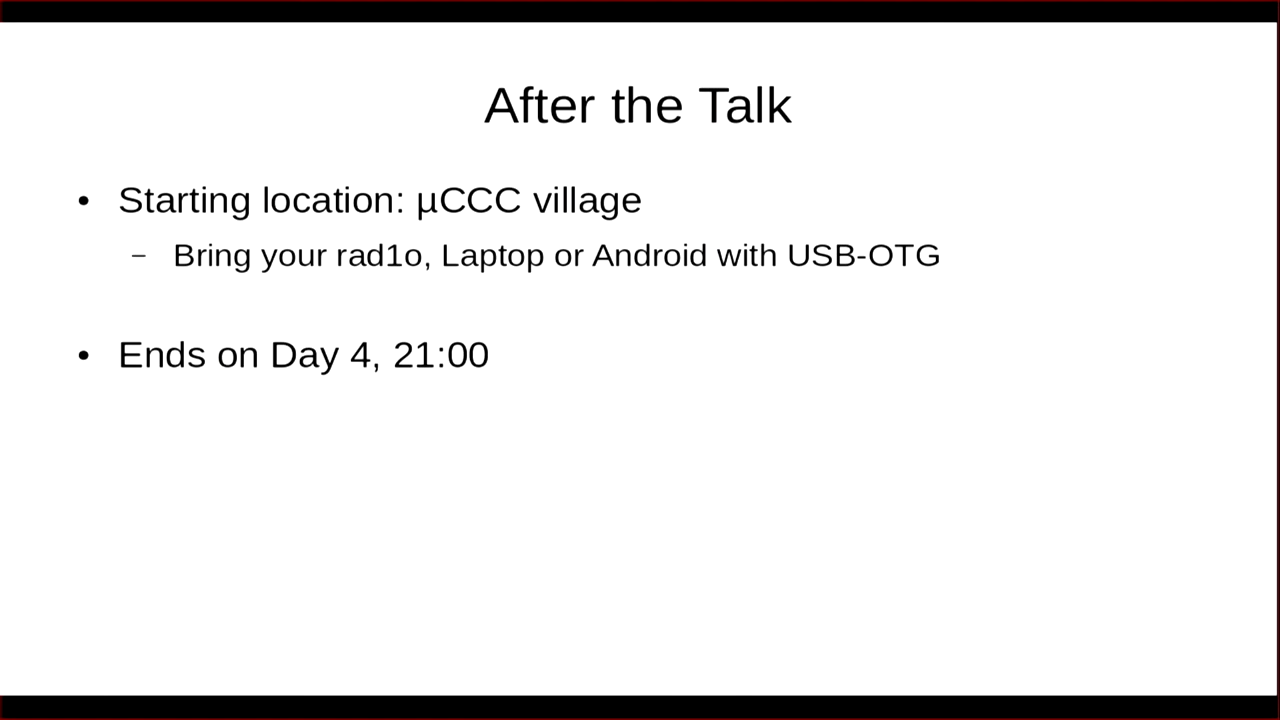 After the Talk
• Starting location: µCCC village
– Bring your rad1o, Laptop or Android with USB-OTG
• Ends on Day 4, 21:00